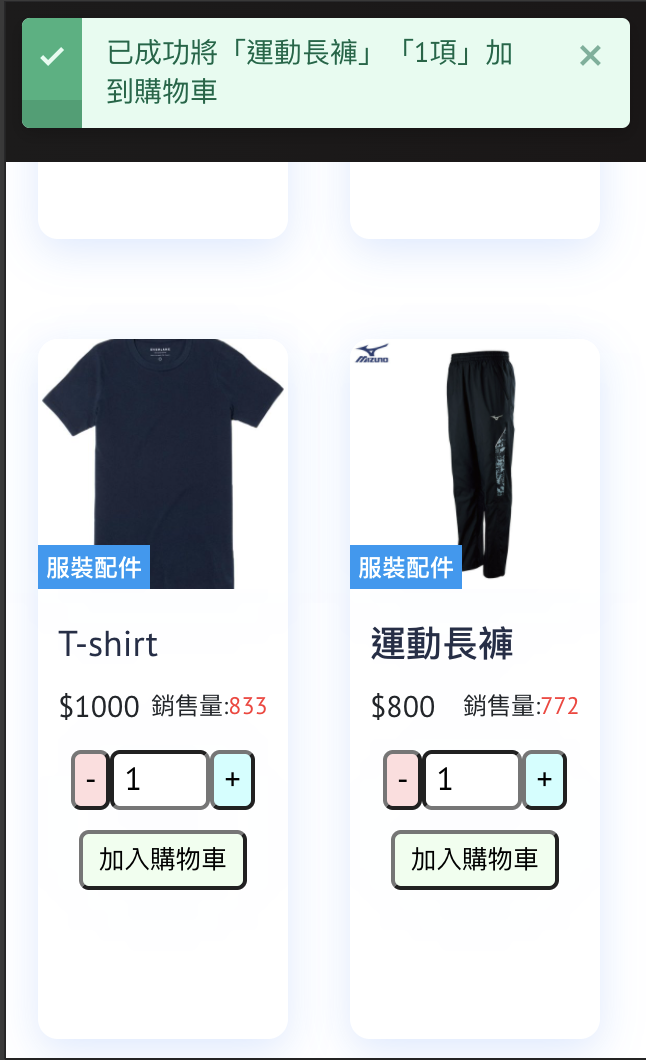 已成功將「運動長褲」「1項」加
到購物車
MIZUNO
服裝配件
服裝配件
T-shirt
運動長褲
$1000 銷售量:833
$800 銷售量:772
- 1 +
- 1 +
加入購物車
加入購物車